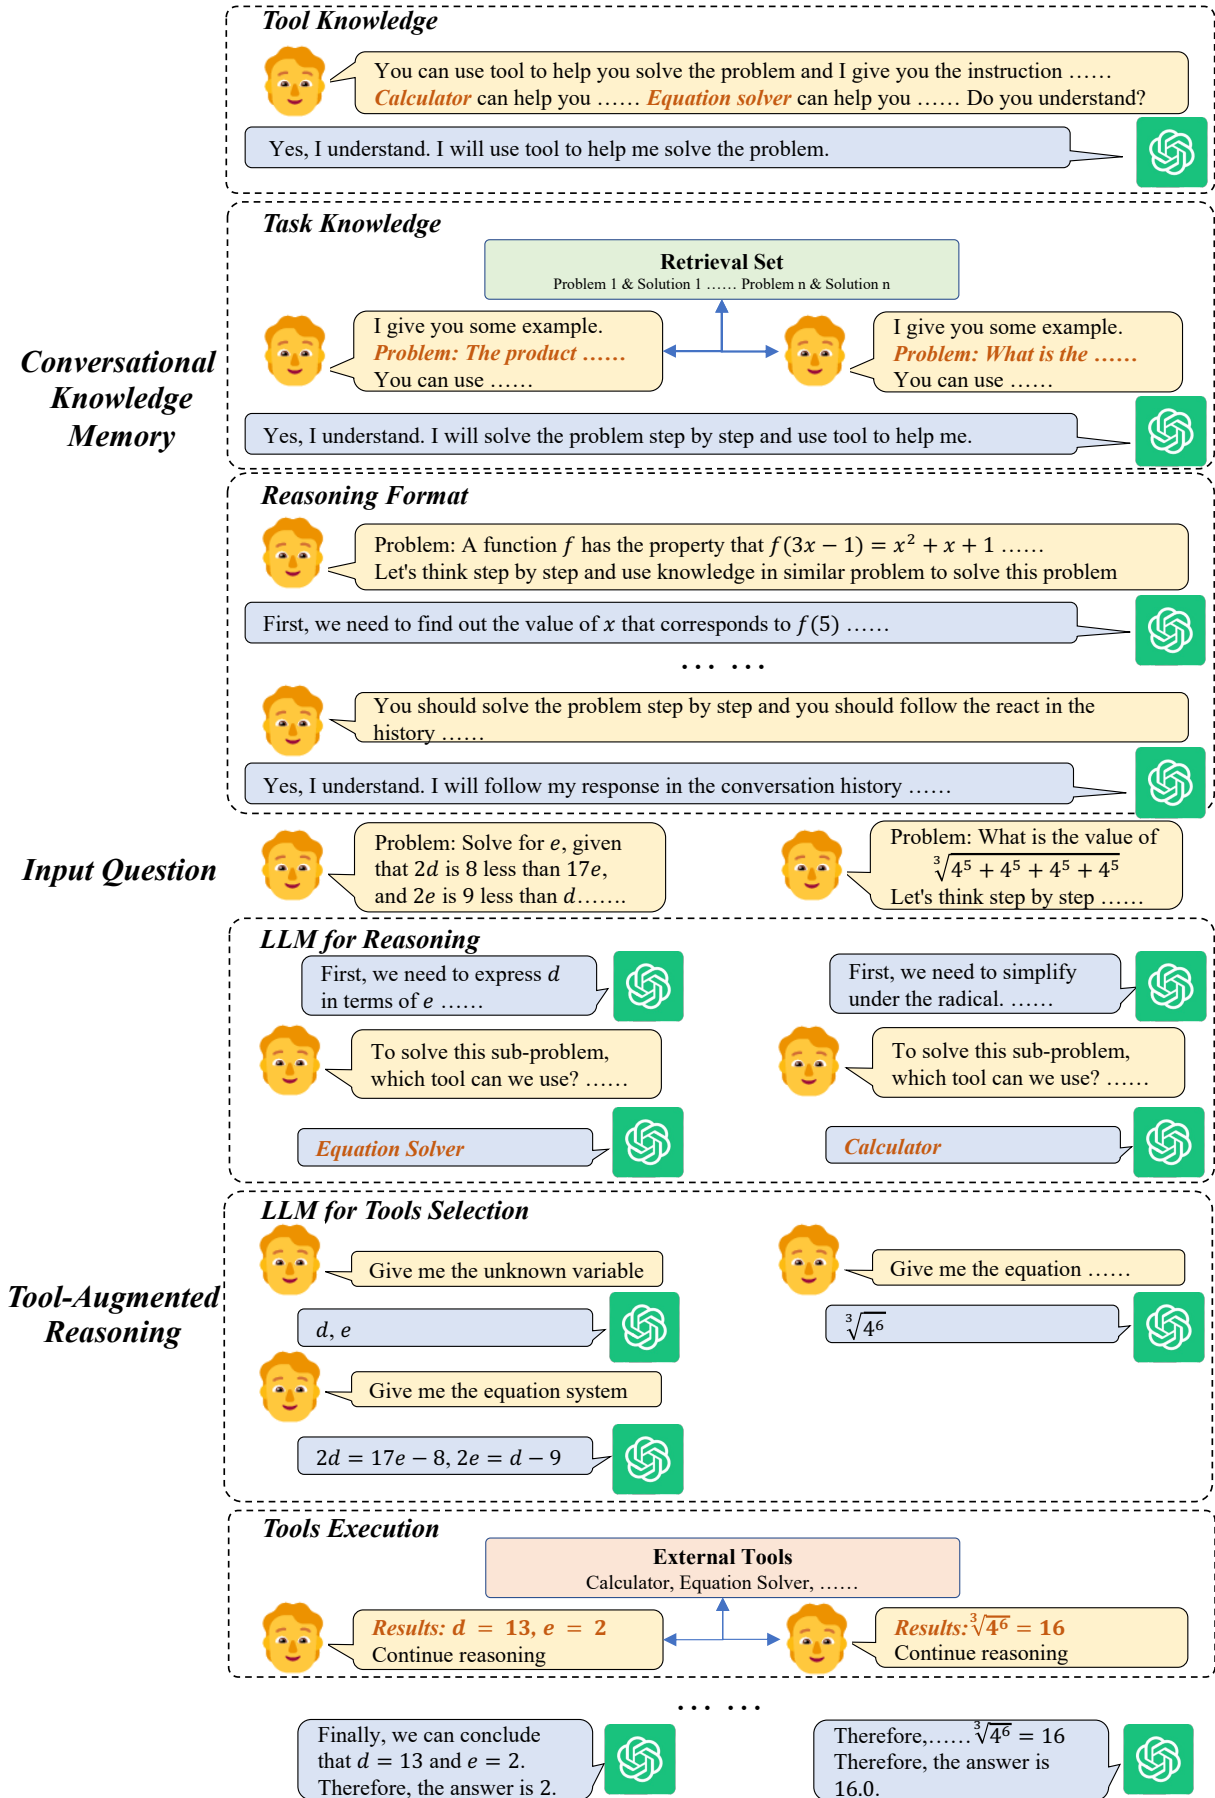 Tool Knowledge
You can use tool to help you solve the problem and I give you the instruction ……
Calculator can help you …… Equation solver can help you …… Do you understand?
Yes, I understand. I will use tool to help me solve the problem.
Conversational
Knowledge
Memory
Task Knowledge
Retrieval Set
Problem 1 & Solution 1 …… Problem n & Solution n
I give you some example.
Problem: The product ……
You can use ……
I give you some example.
Problem: What is the ……
You can use ……
Yes, I understand. I will solve the problem step by step and use tool to help me.
Reasoning Format
Problem: A function f has the property that f(3x − 1) = x² + x + 1 ……
Let's think step by step and use knowledge in similar problem to solve this problem
First, we need to find out the value of x that corresponds to f(5) ……
… …
You should solve the problem step by step and you should follow the react in the
history ……
Yes, I understand. I will follow my response in the conversation history ……
Input Question
Problem: Solve for e, given
that 2d is 8 less than 17e,
and 2e is 9 less than d…….
Problem: What is the value of
∛(4⁵ + 4⁵ + 4⁵ + 4⁵)
Let's think step by step ……
Tool-Augmented
Reasoning
LLM for Reasoning
First, we need to express d
in terms of e ……
To solve this sub-problem,
which tool can we use? ……
Equation Solver
First, we need to simplify
under the radical. ……
To solve this sub-problem,
which tool can we use? ……
Calculator
LLM for Tools Selection
Give me the unknown variable
d, e
Give me the equation system
2d = 17e − 8, 2e = d − 9
Give me the equation ……
∛4⁶
Tools Execution
External Tools
Calculator, Equation Solver, ……
Results: d = 13, e = 2
Continue reasoning
Results:∛4⁶ = 16
Continue reasoning
… …
Finally, we can conclude
that d = 13 and e = 2.
Therefore, the answer is 2.
Therefore,……∛4⁶ = 16
Therefore, the answer is
16.0.